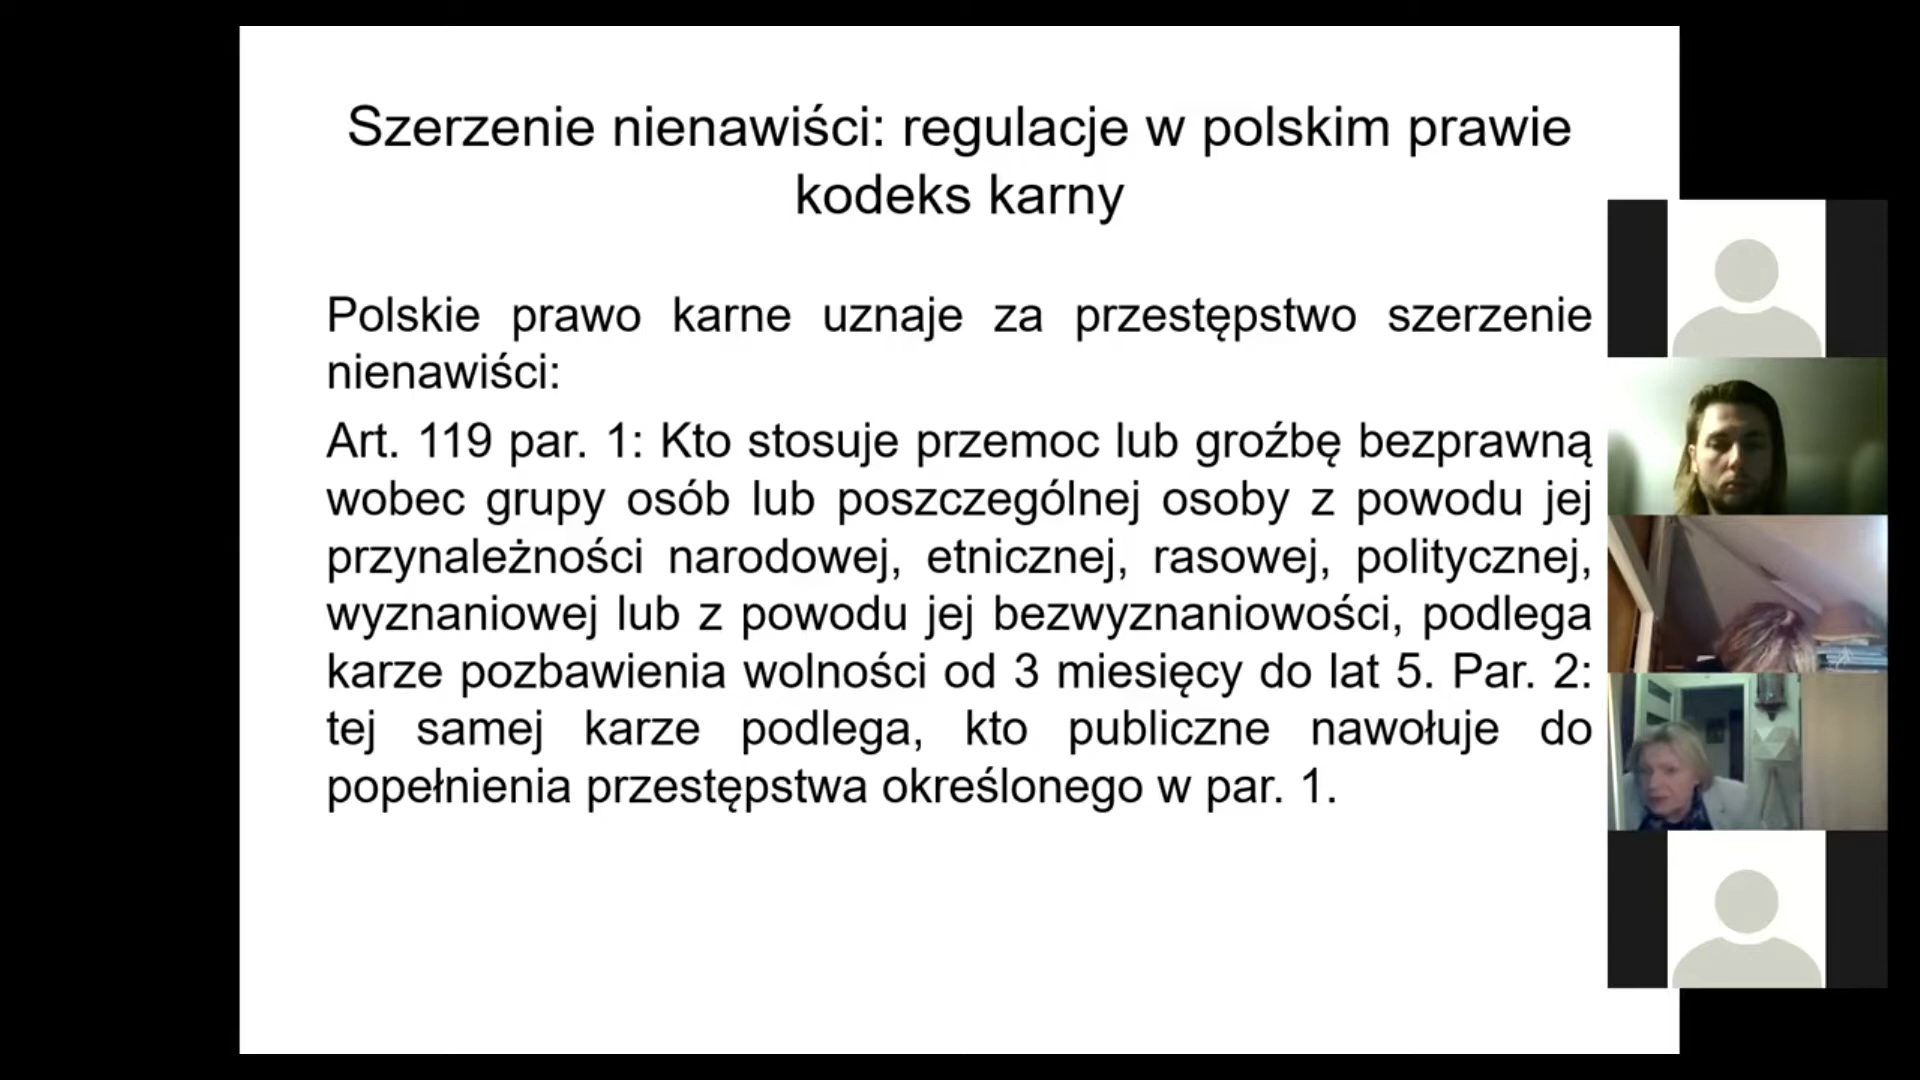 Szerzenie nienawiści: regulacje w polskim prawie
kodeks karny
Polskie prawo karne uznaje za przestępstwo szerzenie
nienawiści:
Art. 119 par. 1: Kto stosuje przemoc lub groźbę bezprawną
wobec grupy osób lub poszczególnej osoby z powodu jej
przynależności narodowej, etnicznej, rasowej, politycznej,
wyznaniowej lub z powodu jej bezwyznaniowości, podlega
karze pozbawienia wolności od 3 miesięcy do lat 5. Par. 2:
tej samej karze podlega, kto publiczne nawołuje do
popełnienia przestępstwa określonego w par. 1.